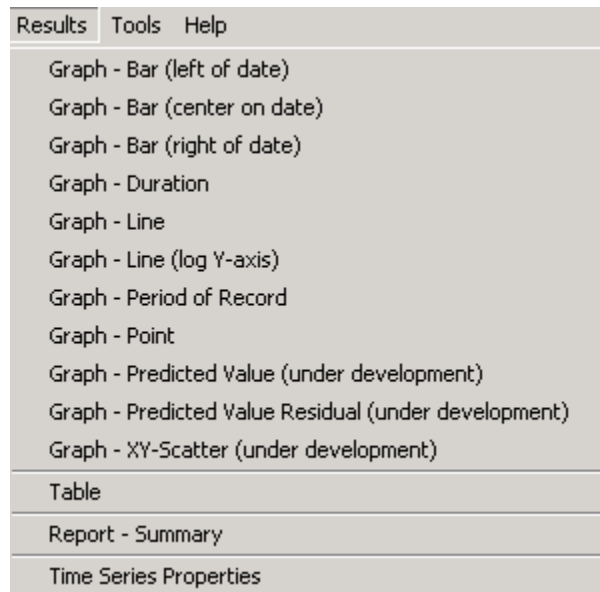 Results Tools Help
Graph - Bar (left of date)
Graph - Bar (center on date)
Graph - Bar (right of date)
Graph - Duration
Graph - Line
Graph - Line (log Y-axis)
Graph - Period of Record
Graph - Point
Graph - Predicted Value (under development)
Graph - Predicted Value Residual (under development)
Graph - XY-Scatter (under development)
Table
Report - Summary
Time Series Properties